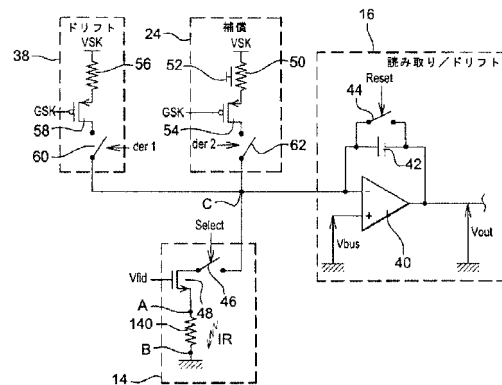 16
ドリフト
補償
38
VSK
24
VSK
読み取り/ドリフト
56
52
50
Reset
44
GSK
GSK
58
54
42
60
der 1
der 2
62
C
Select
Vbus
40
Vout
Vfid
48
46
A
140
IR
B
14